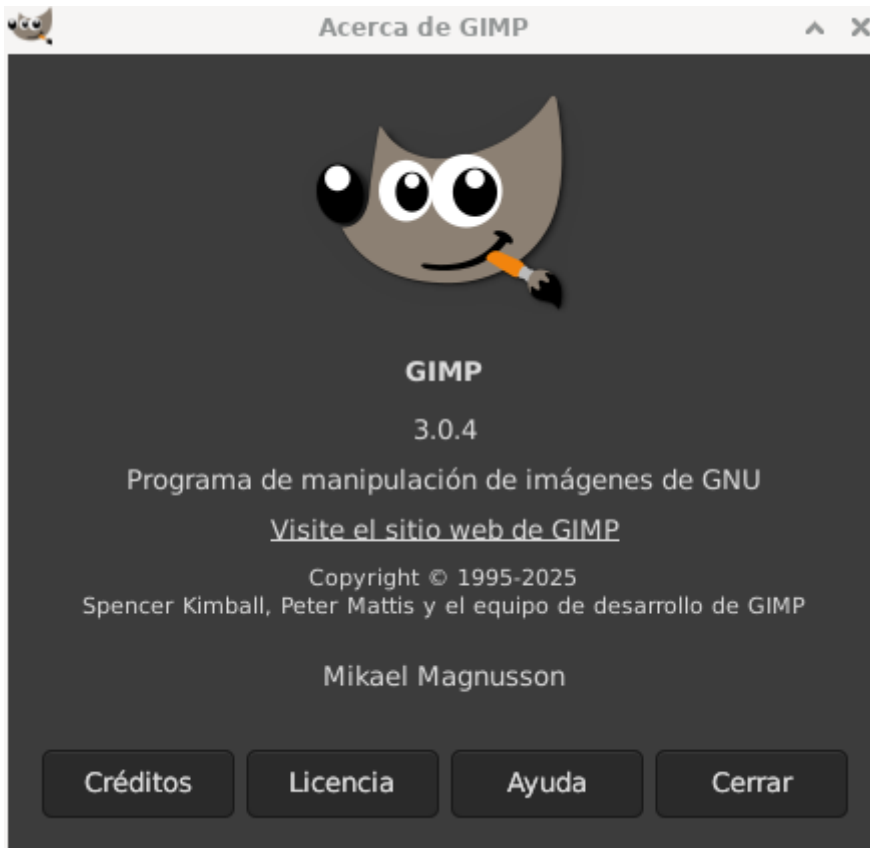 Acerca de GIMP
GIMP
3.0.4
Programa de manipulación de imágenes de GNU
Visite el sitio web de GIMP
Copyright © 1995-2025
Spencer Kimball, Peter Mattis y el equipo de desarrollo de GIMP
Mikael Magnusson
Créditos Licencia Ayuda Cerrar